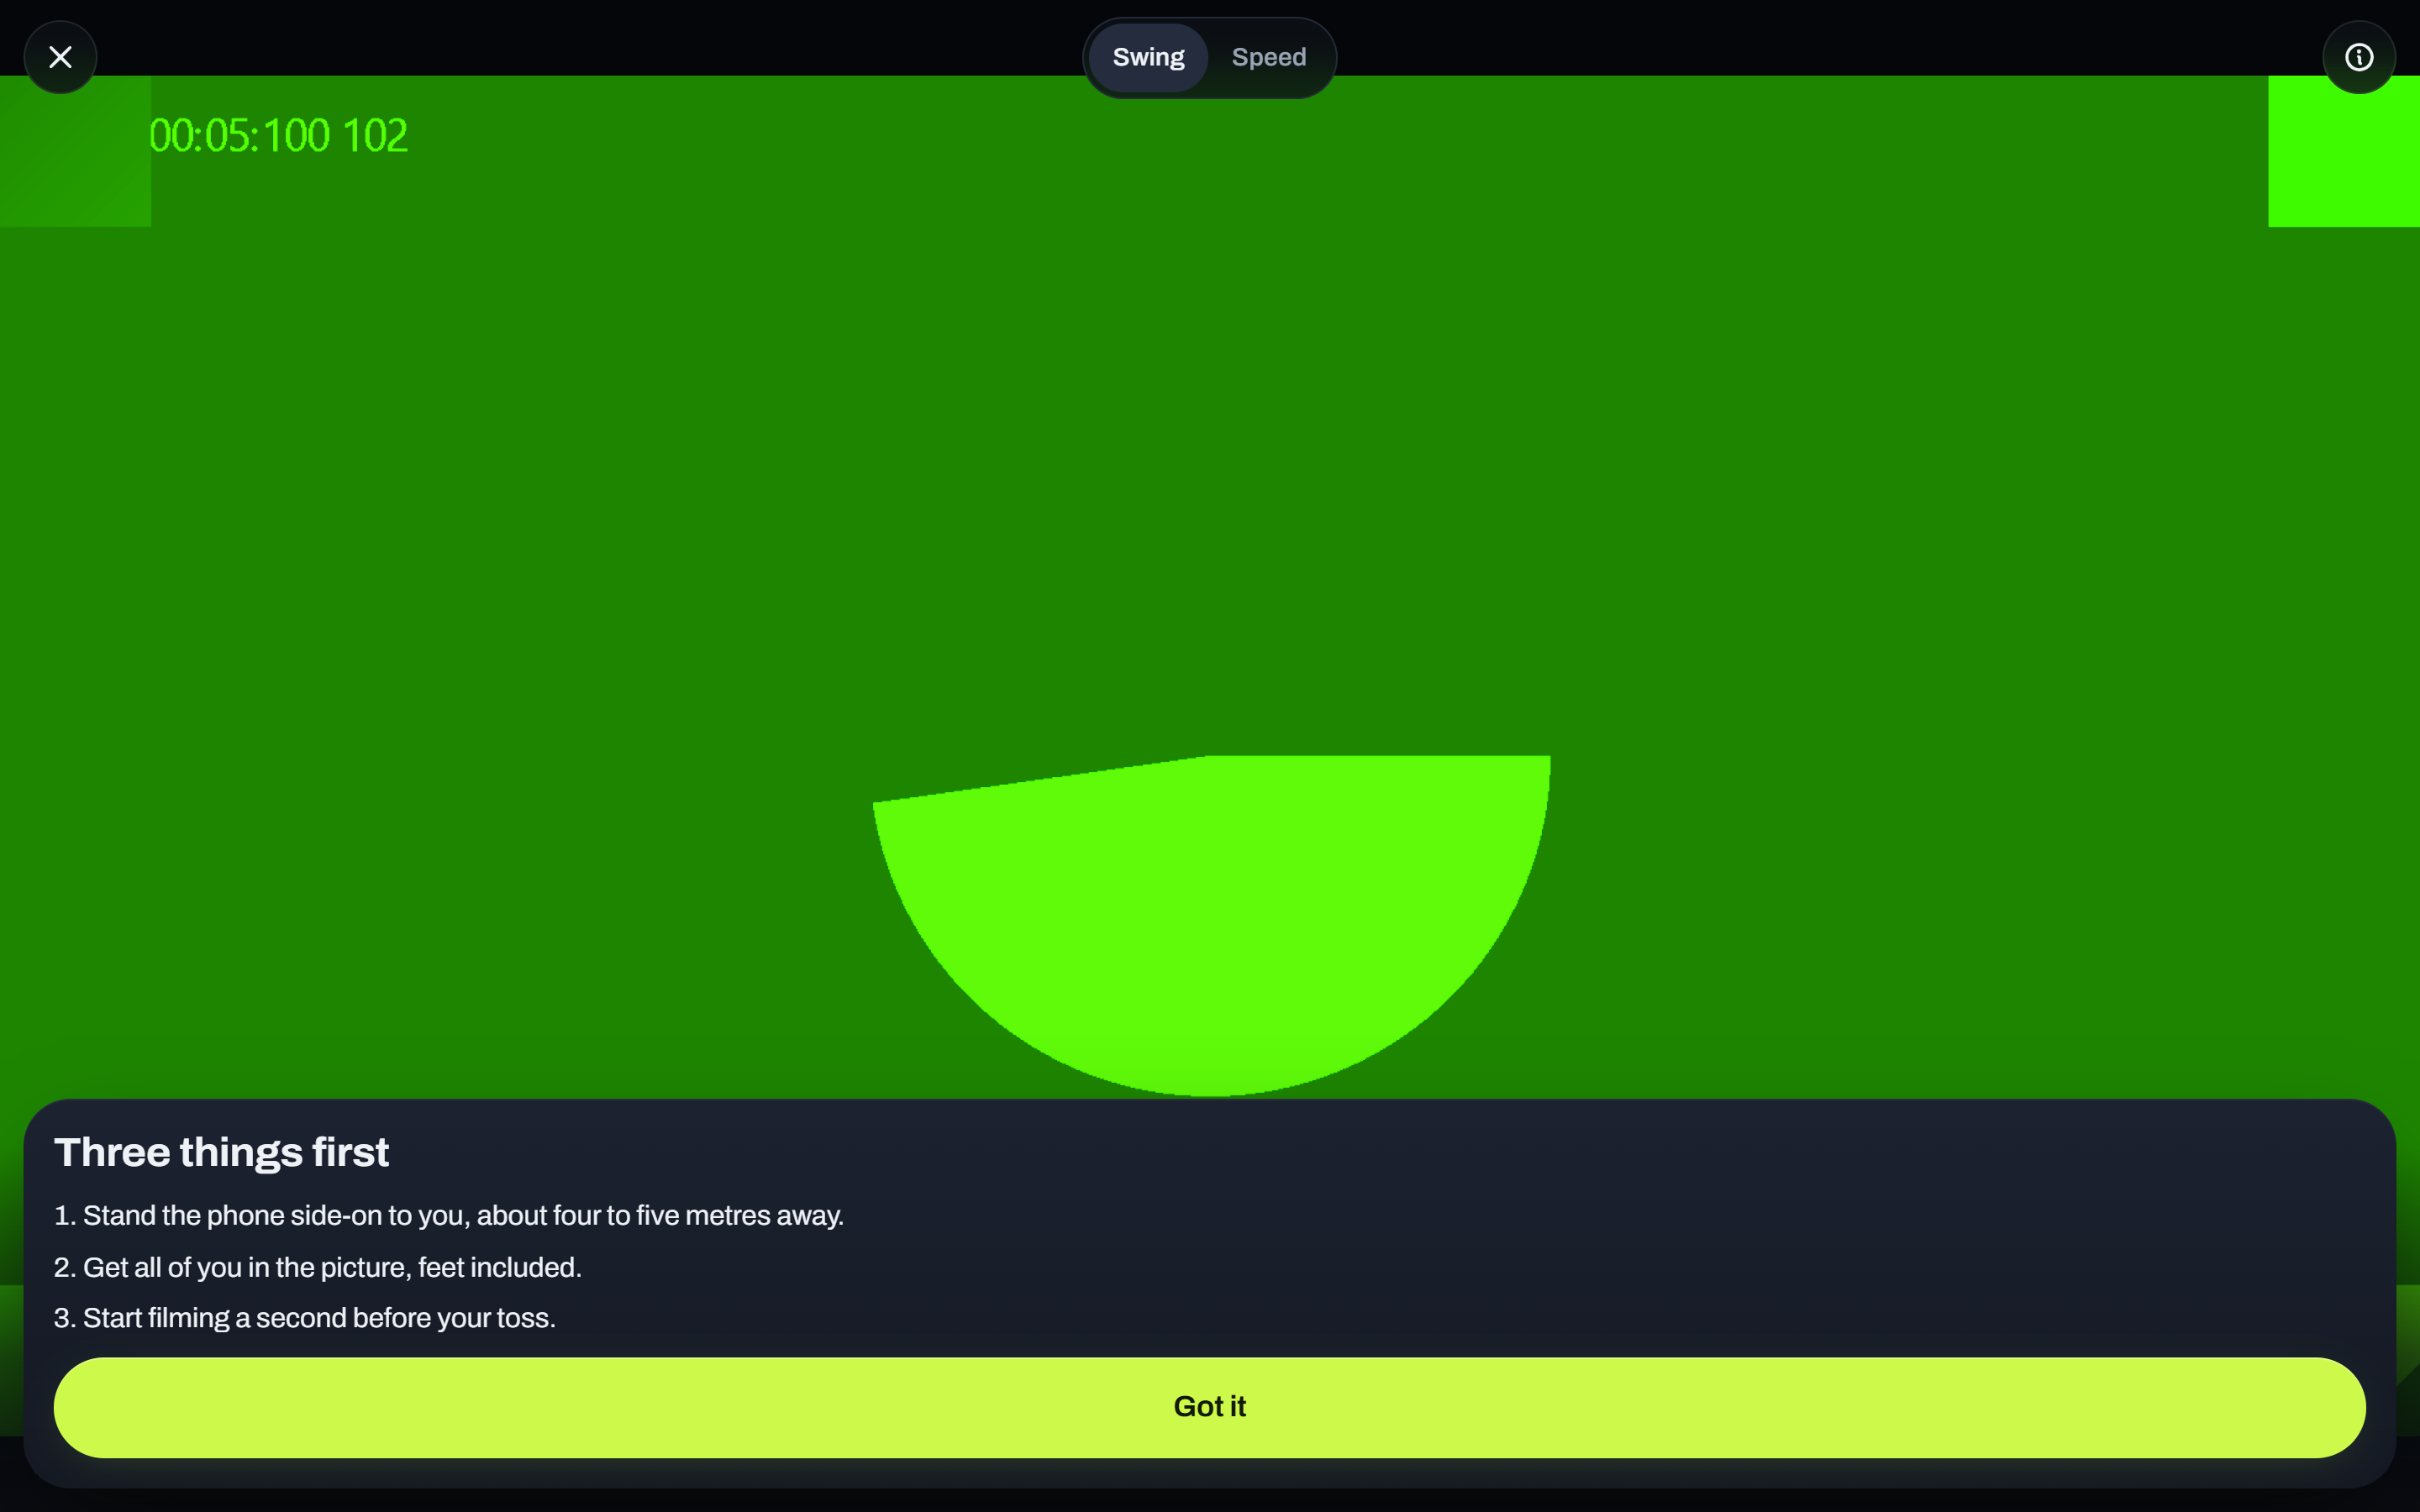 Swing Speed
00:05:100 102
Three things first
1. Stand the phone side-on to you, about four to five metres away.
2. Get all of you in the picture, feet included.
3. Start filming a second before your toss.
Got it